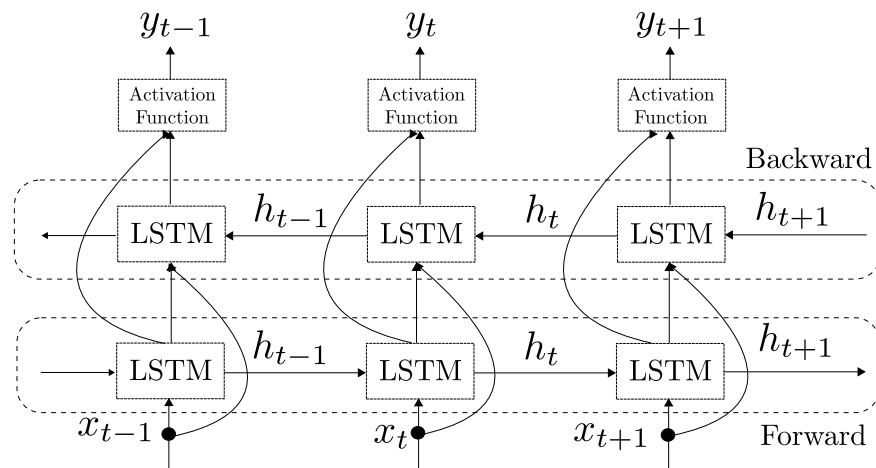 y_{t−1} y_t y_{t+1}
Activation Function Activation Function Activation Function
Backward
LSTM h_{t−1} LSTM h_t LSTM h_{t+1}
LSTM h_{t−1} LSTM h_t LSTM h_{t+1}
x_{t−1} x_t x_{t+1}
Forward